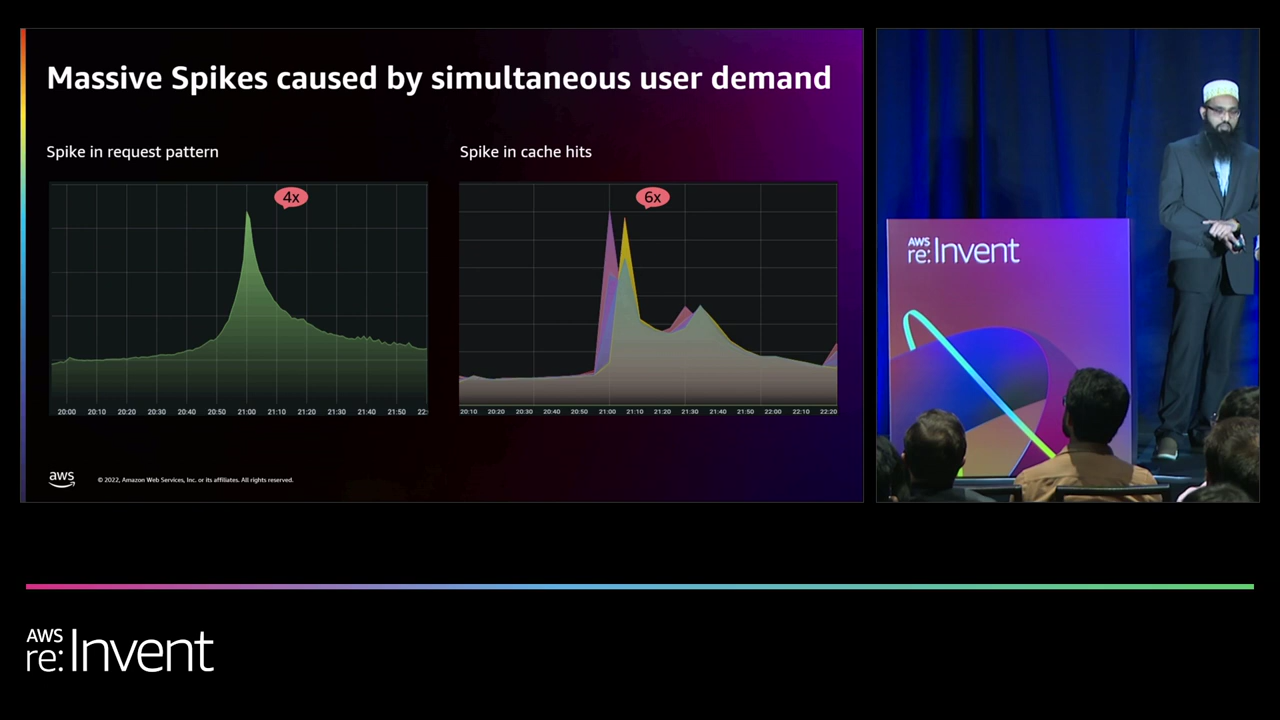 Massive Spikes caused by simultaneous user demand
Spike in request pattern
Spike in cache hits
4x
6x
20:00 20:10 20:20 20:30 20:40 20:50 21:00 21:10 21:20 21:30 21:40 21:50 22:
20:10 20:20 20:30 20:40 20:50 21:00 21:10 21:20 21:30 21:40 21:50 22:00 22:10 22:20
aws
© 2022, Amazon Web Services, Inc. or its affiliates. All rights reserved.
AWS
re:Invent
AWS
re:Invent